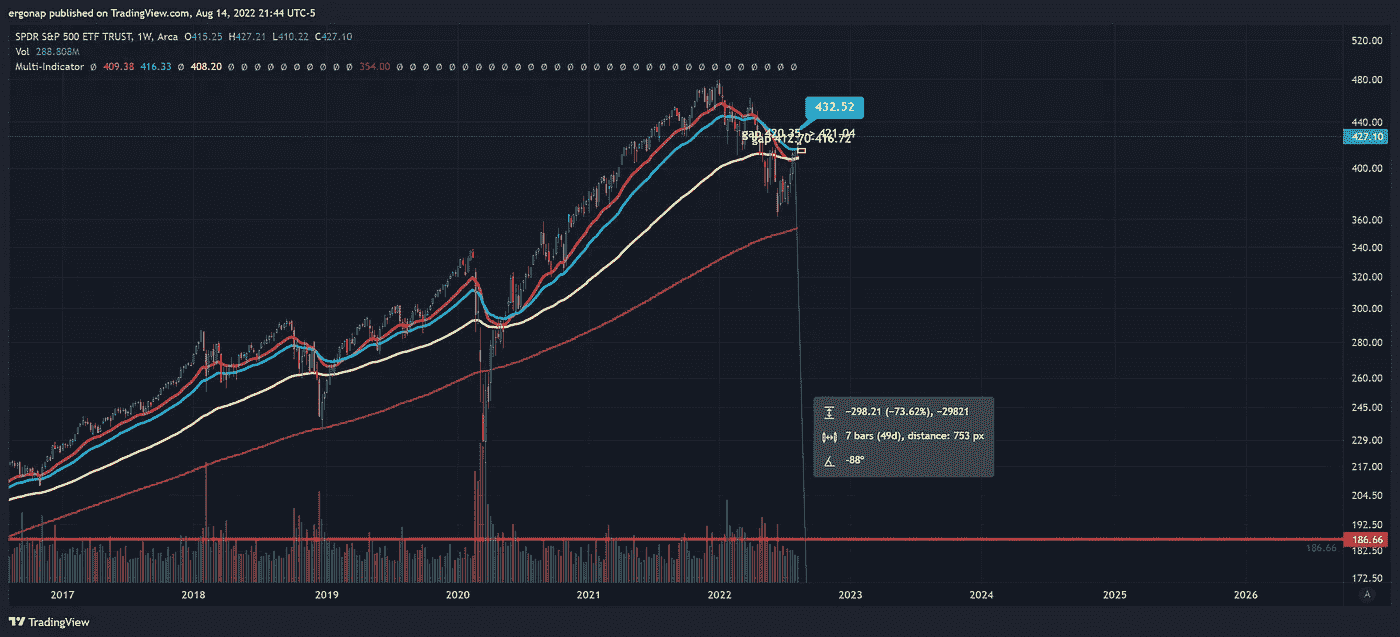 ergonap published on TradingView.com, Aug 14, 2022 21:44 UTC-5
SPDR S&P 500 ETF TRUST, 1W, Arca O415.25 H427.21 L410.22 C427.10
Vol 288.808M
Multi-Indicator ∅ 409.38 416.33 ∅ 408.20 ∅ ∅ ∅ ∅ ∅ ∅ ∅ ∅ ∅ ∅ 354.00 ∅ ∅ ∅ ∅ ∅ ∅ ∅ ∅ ∅ ∅ ∅ ∅ ∅ ∅ ∅ ∅ ∅ ∅ ∅ ∅ ∅ ∅ ∅ ∅ ∅ ∅ ∅ ∅ ∅ ∅ ∅
520.00
480.00
432.52
440.00
gap 420.35 -> 421.04
427.10
gap 412.70-416.72
400.00
360.00
340.00
320.00
300.00
280.00
260.00
−298.21 (−73.62%), −29821
245.00
7 bars (49d), distance: 753 px
229.00
-88°
217.00
204.50
192.50
186.66
186.66
182.50
172.50
2017 2018 2019 2020 2021 2022 2023 2024 2025 2026 A
TradingView